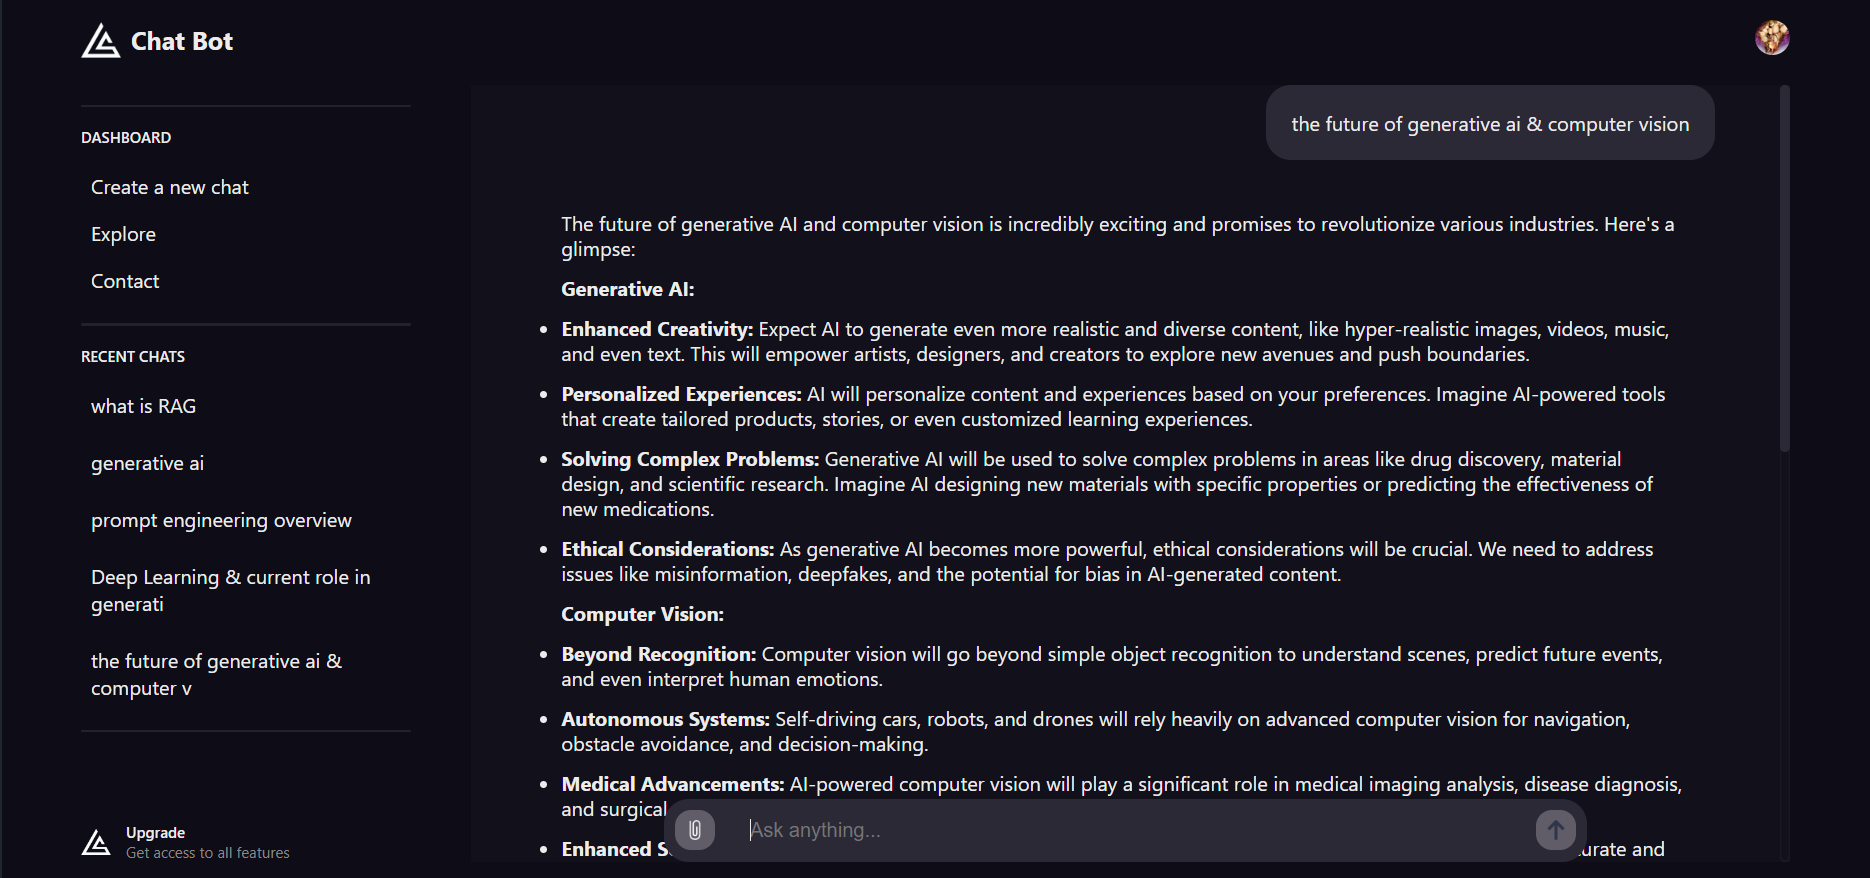 Chat Bot
DASHBOARD
Create a new chat
Explore
Contact
RECENT CHATS
what is RAG
generative ai
prompt engineering overview
Deep Learning & current role in
generati
the future of generative ai &
computer v
Upgrade
Get access to all features
the future of generative ai & computer vision
The future of generative AI and computer vision is incredibly exciting and promises to revolutionize various industries. Here's a
glimpse:
Generative AI:
• Enhanced Creativity: Expect AI to generate even more realistic and diverse content, like hyper-realistic images, videos, music,
and even text. This will empower artists, designers, and creators to explore new avenues and push boundaries.
• Personalized Experiences: AI will personalize content and experiences based on your preferences. Imagine AI-powered tools
that create tailored products, stories, or even customized learning experiences.
• Solving Complex Problems: Generative AI will be used to solve complex problems in areas like drug discovery, material
design, and scientific research. Imagine AI designing new materials with specific properties or predicting the effectiveness of
new medications.
• Ethical Considerations: As generative AI becomes more powerful, ethical considerations will be crucial. We need to address
issues like misinformation, deepfakes, and the potential for bias in AI-generated content.
Computer Vision:
• Beyond Recognition: Computer vision will go beyond simple object recognition to understand scenes, predict future events,
and even interpret human emotions.
• Autonomous Systems: Self-driving cars, robots, and drones will rely heavily on advanced computer vision for navigation,
obstacle avoidance, and decision-making.
• Medical Advancements: AI-powered computer vision will play a significant role in medical imaging analysis, disease diagnosis,
and surgical
Ask anything...
• Enhanced and